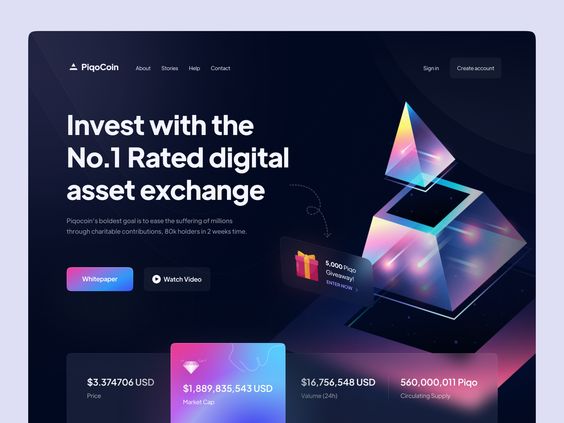 PiqoCoin
About Stories Help Contact
Sign in Create account
Invest with the
No.1 Rated digital
asset exchange
Piqocoin's boldest goal is to ease the suffering of millions
through charitable contributions, 80k holders in 2 weeks time.
Whitepaper Watch Video
5,000 Piqo
Giveaway!
ENTER NOW
$3.374706 USD
Price
$1,889,835,543 USD
Market Cap
$16,756,548 USD
Volume (24h)
560,000,011 Piqo
Circulating Supply